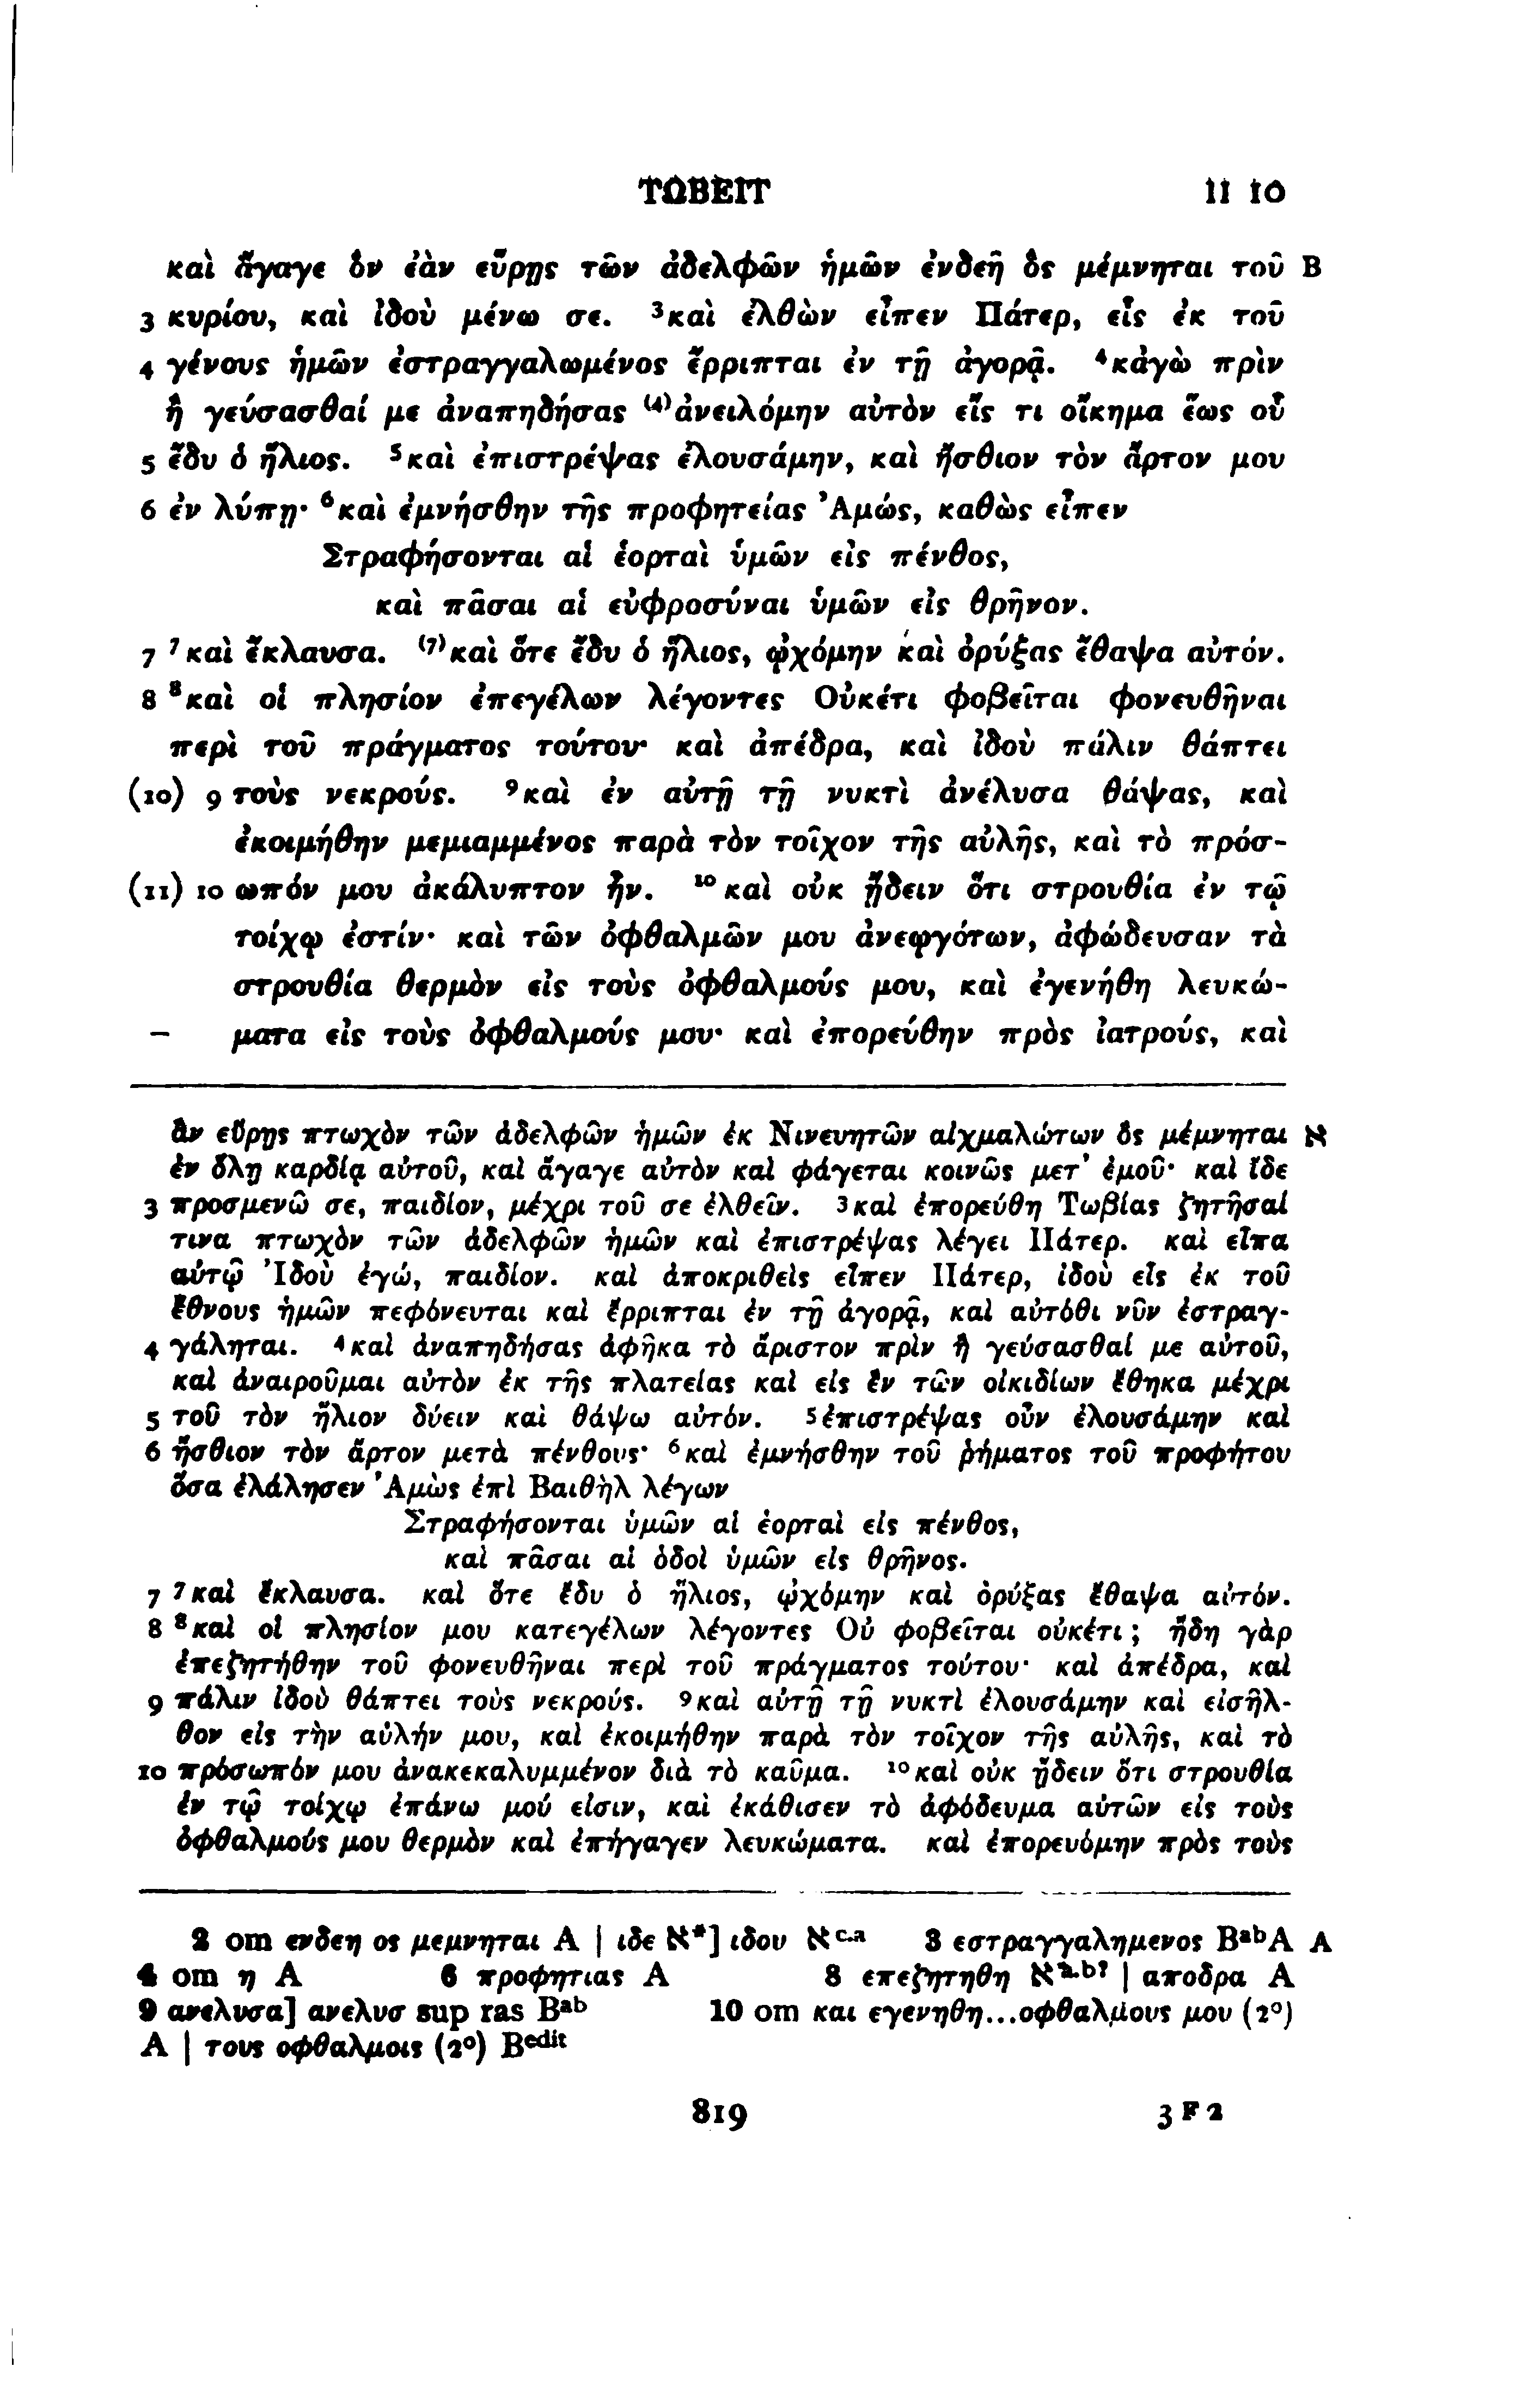 ΤΩΒΕΙΤ II 10
καὶ ἄγαγε ὃν ἐὰν εὕρῃς τῶν ἀδελφῶν ἡμῶν ἐνδεῆ ὃς μέμνηται τοῦ B
3 κυρίου, καὶ ἰδοὺ μένω σε. ³καὶ ἐλθὼν εἶπεν Πάτερ, εἷς ἐκ τοῦ
4 γένους ἡμῶν ἐστραγγαλωμένος ἔρριπται ἐν τῇ ἀγορᾷ. ⁴κἀγὼ πρὶν
ἢ γεύσασθαί με ἀναπηδήσας ⁽⁴⁾ἀνειλόμην αὐτὸν εἴς τι οἴκημα ἕως οὗ
5 ἔδυ ὁ ἥλιος. ⁵καὶ ἐπιστρέψας ἐλουσάμην, καὶ ἤσθιον τὸν ἄρτον μου
6 ἐν λύπῃ· ⁶καὶ ἐμνήσθην τῆς προφητείας Ἀμώς, καθὼς εἶπεν
Στραφήσονται αἱ ἑορταὶ ὑμῶν εἰς πένθος,
καὶ πᾶσαι αἱ εὐφροσύναι ὑμῶν εἰς θρῆνον.
7 ⁷καὶ ἔκλαυσα. ⁽⁷⁾καὶ ὅτε ἔδυ ὁ ἥλιος, ᾠχόμην καὶ ὀρύξας ἔθαψα αὐτόν.
8 ⁸καὶ οἱ πλησίον ἐπεγέλων λέγοντες Οὐκέτι φοβεῖται φονευθῆναι
περὶ τοῦ πράγματος τούτου· καὶ ἀπέδρα, καὶ ἰδοὺ πάλιν θάπτει
(10) 9 τοὺς νεκρούς. ⁹καὶ ἐν αὐτῇ τῇ νυκτὶ ἀνέλυσα θάψας, καὶ
ἐκοιμήθην μεμιαμμένος παρὰ τὸν τοῖχον τῆς αὐλῆς, καὶ τὸ πρόσ-
(11) 10 ωπόν μου ἀκάλυπτον ἦν. ¹⁰καὶ οὐκ ᾔδειν ὅτι στρουθία ἐν τῷ
τοίχῳ ἐστίν· καὶ τῶν ὀφθαλμῶν μου ἀνεῳγότων, ἀφώδευσαν τὰ
στρουθία θερμὸν εἰς τοὺς ὀφθαλμούς μου, καὶ ἐγενήθη λευκώ-
– ματα εἰς τοὺς ὀφθαλμούς μου· καὶ ἐπορεύθην πρὸς ἰατρούς, καὶ
ἂν εὕρῃς πτωχὸν τῶν ἀδελφῶν ἡμῶν ἐκ Νινευητῶν αἰχμαλώτων ὃς μέμνηται א
ἐν ὅλῃ καρδίᾳ αὐτοῦ, καὶ ἄγαγε αὐτὸν καὶ φάγεται κοινῶς μετ᾽ ἐμοῦ· καὶ ἴδε
3 προσμενῶ σε, παιδίον, μέχρι τοῦ σε ἐλθεῖν. ³καὶ ἐπορεύθη Τωβίας ζητῆσαί
τινα πτωχὸν τῶν ἀδελφῶν ἡμῶν καὶ ἐπιστρέψας λέγει Πάτερ. καὶ εἶπα
αὐτῷ Ἰδοὺ ἐγώ, παιδίον. καὶ ἀποκριθεὶς εἶπεν Πάτερ, ἰδοὺ εἷς ἐκ τοῦ
ἔθνους ἡμῶν πεφόνευται καὶ ἔρριπται ἐν τῇ ἀγορᾷ, καὶ αὐτόθι νῦν ἐστραγ-
4 γάληται. ⁴καὶ ἀναπηδήσας ἀφῆκα τὸ ἄριστον πρὶν ἢ γεύσασθαί με αὐτοῦ,
καὶ ἀναιροῦμαι αὐτὸν ἐκ τῆς πλατείας καὶ εἰς ἓν τῶν οἰκιδίων ἔθηκα μέχρι
5 τοῦ τὸν ἥλιον δύειν καὶ θάψω αὐτόν. ⁵ἐπιστρέψας οὖν ἐλουσάμην καὶ
6 ἤσθιον τὸν ἄρτον μετὰ πένθους· ⁶καὶ ἐμνήσθην τοῦ ῥήματος τοῦ προφήτου
ὅσα ἐλάλησεν Ἀμὼς ἐπὶ Βαιθὴλ λέγων
Στραφήσονται ὑμῶν αἱ ἑορταὶ εἰς πένθος,
καὶ πᾶσαι αἱ ὁδοὶ ὑμῶν εἰς θρῆνος.
7 ⁷καὶ ἔκλαυσα. καὶ ὅτε ἔδυ ὁ ἥλιος, ᾠχόμην καὶ ὀρύξας ἔθαψα αὐτόν.
8 ⁸καὶ οἱ πλησίον μου κατεγέλων λέγοντες Οὐ φοβεῖται οὐκέτι; ἤδη γὰρ
ἐπεζητήθην τοῦ φονευθῆναι περὶ τοῦ πράγματος τούτου· καὶ ἀπέδρα, καὶ
9 πάλιν ἰδοὺ θάπτει τοὺς νεκρούς. ⁹καὶ αὐτῇ τῇ νυκτὶ ἐλουσάμην καὶ εἰσῆλ-
θον εἰς τὴν αὐλήν μου, καὶ ἐκοιμήθην παρὰ τὸν τοῖχον τῆς αὐλῆς, καὶ τὸ
10 πρόσωπόν μου ἀνακεκαλυμμένον διὰ τὸ καῦμα. ¹⁰καὶ οὐκ ᾔδειν ὅτι στρουθία
ἐν τῷ τοίχῳ ἐπάνω μού εἰσιν, καὶ ἐκάθισεν τὸ ἀφόδευμα αὐτῶν εἰς τοὺς
ὀφθαλμούς μου θερμὸν καὶ ἐπήγαγεν λευκώματα. καὶ ἐπορευόμην πρὸς τοὺς
2 om ενδεη ος μεμνηται A | ιδε א*] ιδου אᶜ·ᵃ 3 εστραγγαλημενος BᵃᵇA A
4 om η A 6 προφητιας A 8 επεζητηθη אᵃ·ᵇ? | αποδρα A
9 ανελυσα] ανελυσ sup ras Bᵃᵇ 10 om και εγενηθη...οφθαλμους μου (2°)
A | τους οφθαλμοις (2°) Bᵉᵈⁱᵗ
819 3 F 2